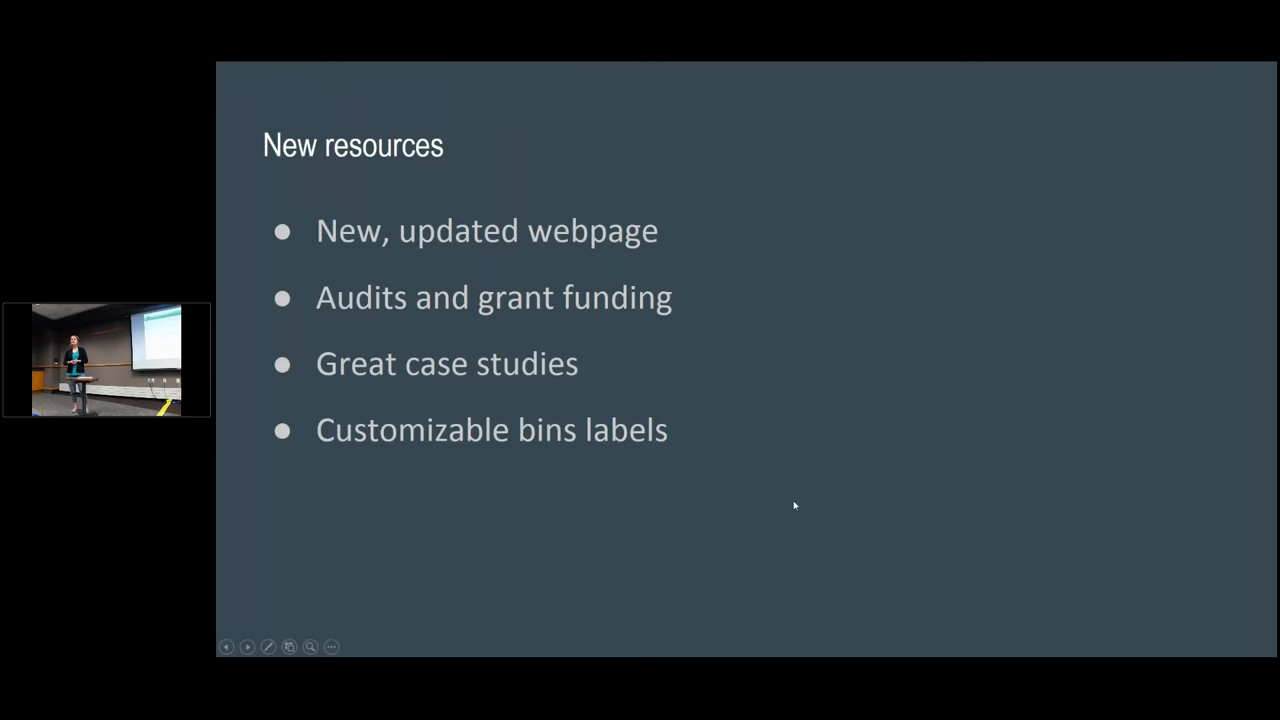 New resources
● New, updated webpage
● Audits and grant funding
● Great case studies
● Customizable bins labels